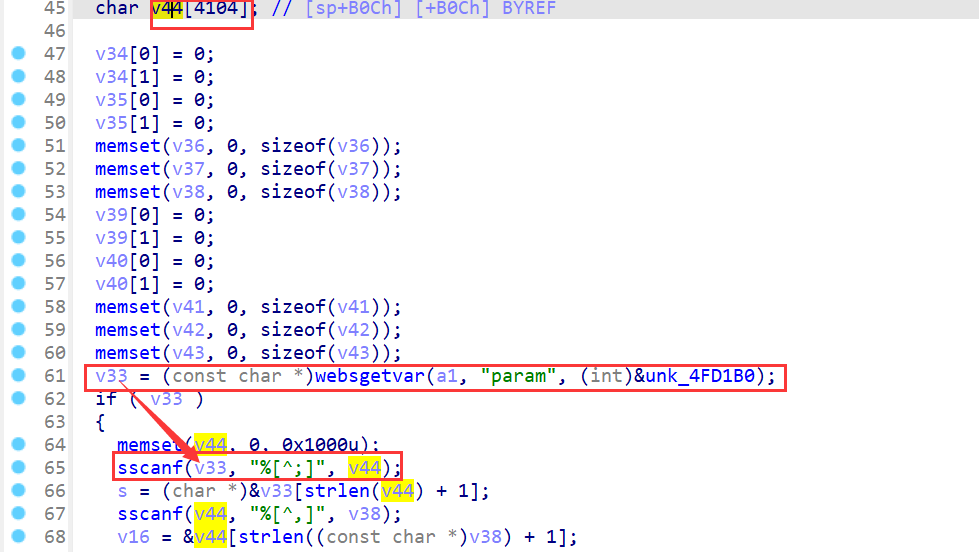 45 char v44[4104]; // [sp+B0Ch] [+B0Ch] BYREF
46
47 v34[0] = 0;
48 v34[1] = 0;
49 v35[0] = 0;
50 v35[1] = 0;
51 memset(v36, 0, sizeof(v36));
52 memset(v37, 0, sizeof(v37));
53 memset(v38, 0, sizeof(v38));
54 v39[0] = 0;
55 v39[1] = 0;
56 v40[0] = 0;
57 v40[1] = 0;
58 memset(v41, 0, sizeof(v41));
59 memset(v42, 0, sizeof(v42));
60 memset(v43, 0, sizeof(v43));
61 v33 = (const char *)websgetvar(a1, "param", (int)&unk_4FD1B0);
62 if ( v33 )
63 {
64 memset(v44, 0, 0x1000u);
65 sscanf(v33, "%[^;]", v44);
66 s = (char *)&v33[strlen(v44) + 1];
67 sscanf(v44, "%[^,]", v38);
68 v16 = &v44[strlen((const char *)v38) + 1];